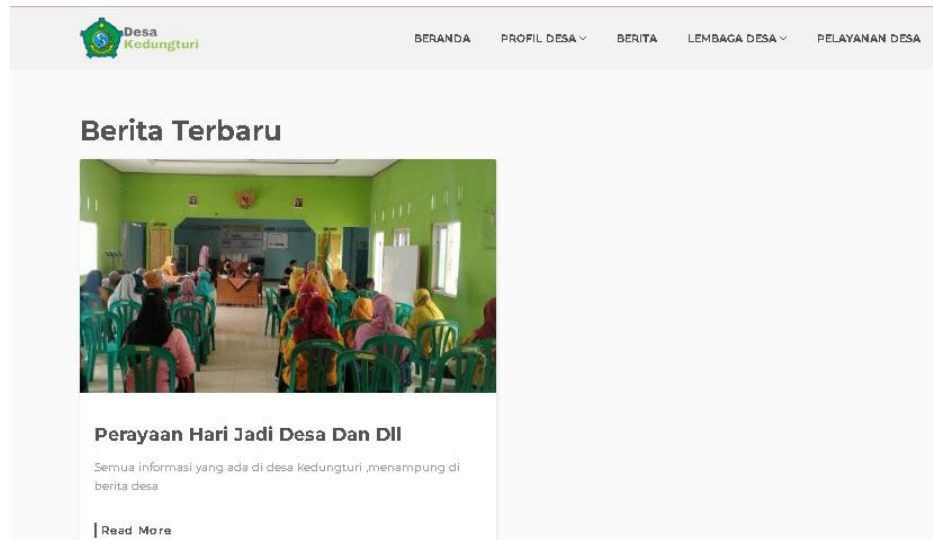 Desa
Kedungturi
BERANDA PROFIL DESA BERITA LEMBAGA DESA PELAYANAN DESA
Berita Terbaru
Perayaan Hari Jadi Desa Dan Dll
Semua informasi yang ada di desa kedungturi ,menampung di
berita desa
Read More